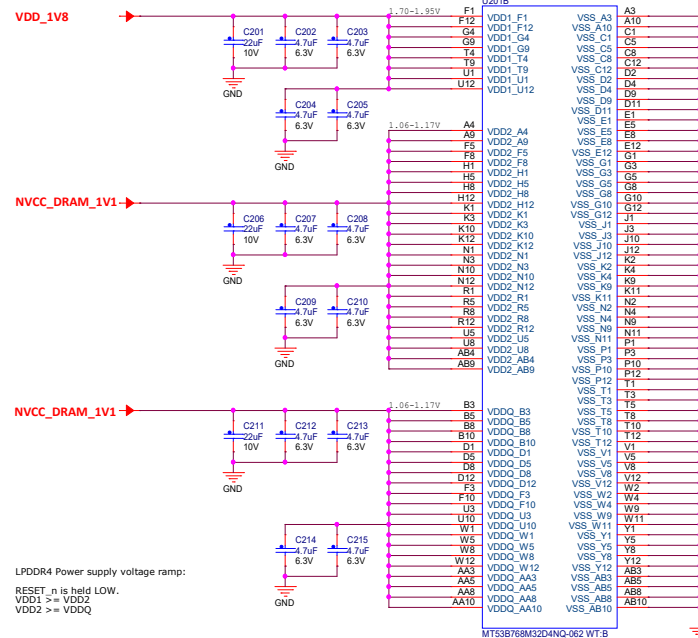 U201B
VDD_1V8
1.70-1.95V
F1 VDD1_F1
F12 VDD1_F12
G4 VDD1_G4
G9 VDD1_G9
T4 VDD1_T4
T9 VDD1_T9
U1 VDD1_U1
U12 VDD1_U12
C201
22uF
10V
C202
4.7uF
6.3V
C203
4.7uF
6.3V
GND
C204
4.7uF
6.3V
C205
4.7uF
6.3V
GND
1.06-1.17V
A4 VDD2_A4
A9 VDD2_A9
F5 VDD2_F5
F8 VDD2_F8
H1 VDD2_H1
H5 VDD2_H5
H8 VDD2_H8
H12 VDD2_H12
K1 VDD2_K1
K3 VDD2_K3
K10 VDD2_K10
K12 VDD2_K12
N1 VDD2_N1
N3 VDD2_N3
N10 VDD2_N10
N12 VDD2_N12
R1 VDD2_R1
R5 VDD2_R5
R8 VDD2_R8
R12 VDD2_R12
U5 VDD2_U5
U8 VDD2_U8
AB4 VDD2_AB4
AB9 VDD2_AB9
NVCC_DRAM_1V1
C206
22uF
10V
C207
4.7uF
6.3V
C208
4.7uF
6.3V
GND
C209
4.7uF
6.3V
C210
4.7uF
6.3V
GND
NVCC_DRAM_1V1
1.06-1.17V
B3 VDDQ_B3
B5 VDDQ_B5
B8 VDDQ_B8
B10 VDDQ_B10
D1 VDDQ_D1
D5 VDDQ_D5
D8 VDDQ_D8
D12 VDDQ_D12
F3 VDDQ_F3
F10 VDDQ_F10
U3 VDDQ_U3
U10 VDDQ_U10
W1 VDDQ_W1
W5 VDDQ_W5
W8 VDDQ_W8
W12 VDDQ_W12
AA3 VDDQ_AA3
AA5 VDDQ_AA5
AA8 VDDQ_AA8
AA10 VDDQ_AA10
C211
22uF
10V
C212
4.7uF
6.3V
C213
4.7uF
6.3V
GND
C214
4.7uF
6.3V
C215
4.7uF
6.3V
GND
VSS_A3 A3
VSS_A10 A10
VSS_C1 C1
VSS_C5 C5
VSS_C8 C8
VSS_C12 C12
VSS_D2 D2
VSS_D4 D4
VSS_D9 D9
VSS_D11 D11
VSS_E1 E1
VSS_E5 E5
VSS_E8 E8
VSS_E12 E12
VSS_G1 G1
VSS_G3 G3
VSS_G5 G5
VSS_G8 G8
VSS_G10 G10
VSS_G12 G12
VSS_J1 J1
VSS_J3 J3
VSS_J10 J10
VSS_J12 J12
VSS_K2 K2
VSS_K4 K4
VSS_K9 K9
VSS_K11 K11
VSS_N2 N2
VSS_N4 N4
VSS_N9 N9
VSS_N11 N11
VSS_P1 P1
VSS_P3 P3
VSS_P10 P10
VSS_P12 P12
VSS_T1 T1
VSS_T3 T3
VSS_T5 T5
VSS_T8 T8
VSS_T10 T10
VSS_T12 T12
VSS_V1 V1
VSS_V5 V5
VSS_V8 V8
VSS_V12 V12
VSS_W2 W2
VSS_W4 W4
VSS_W9 W9
VSS_W11 W11
VSS_Y1 Y1
VSS_Y5 Y5
VSS_Y8 Y8
VSS_Y12 Y12
VSS_AB3 AB3
VSS_AB5 AB5
VSS_AB8 AB8
VSS_AB10 AB10
LPDDR4 Power supply voltage ramp:
RESET_n is held LOW.
VDD1 >= VDD2
VDD2 >= VDDQ
MT53B768M32D4NQ-062 WT:B